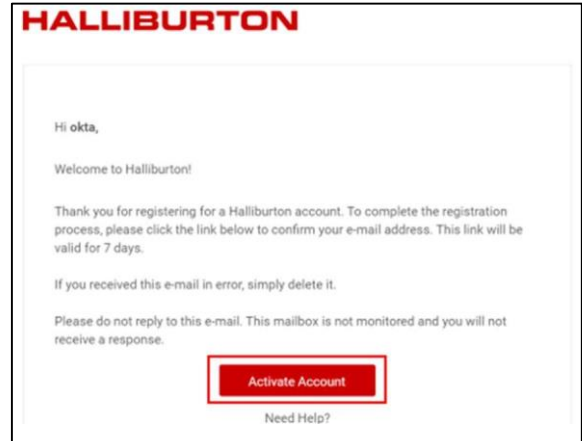 HALLIBURTON
Hi okta,
Welcome to Halliburton!
Thank you for registering for a Halliburton account. To complete the registration
process, please click the link below to confirm your e-mail address. This link will be
valid for 7 days.
If you received this e-mail in error, simply delete it.
Please do not reply to this e-mail. This mailbox is not monitored and you will not
receive a response.
Activate Account
Need Help?